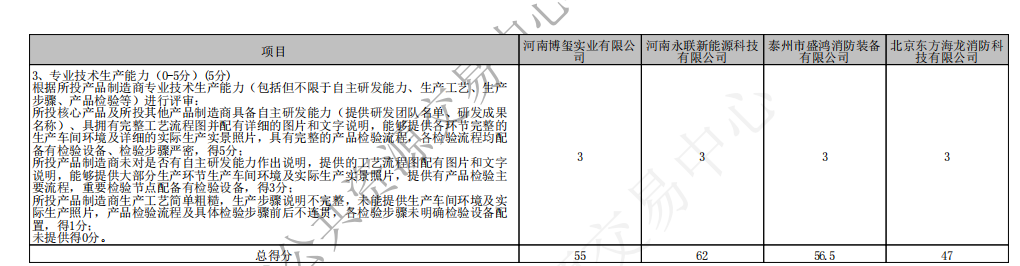 项目
河南博玺实业有限公
司
河南永联新能源科技
有限公司
泰州市盛鸿消防装备
有限公司
北京东方海龙消防科
技有限公司
3、专业技术生产能力（0-5分）(5分)
根据所投产品制造商专业技术生产能力（包括但不限于自主研发能力、生产工艺、生产
步骤、产品检验等）进行评审；
所投核心产品及所投其他产品制造商具备自主研发能力（提供研发团队名单、研发成果
名称）、具拥有完整工艺流程图并配有详细的图片和文字说明，能够提供各环节完整的
生产车间环境及详细的实际生产实景照片，具有完整的产品检验流程，各检验流程均配
备有检验设备、检验步骤严密，得5分；
所投产品制造商未对是否有自主研发能力作出说明，提供的工艺流程图配有图片和文字
说明，能够提供大部分生产环节生产车间环境及实际生产实景照片，提供有产品检验主
要流程，重要检验节点配备有检验设备，得3分；
所投产品制造商生产工艺简单粗糙，生产步骤说明不完整，未能提供生产车间环境及实
际生产照片，产品检验流程及具体检验步骤前后不连贯，各检验步骤未明确检验设备配
置，得1分；
未提供得0分。
3
3
3
3
总得分
55
62
56.5
47
公共资源交易中心
交易中心